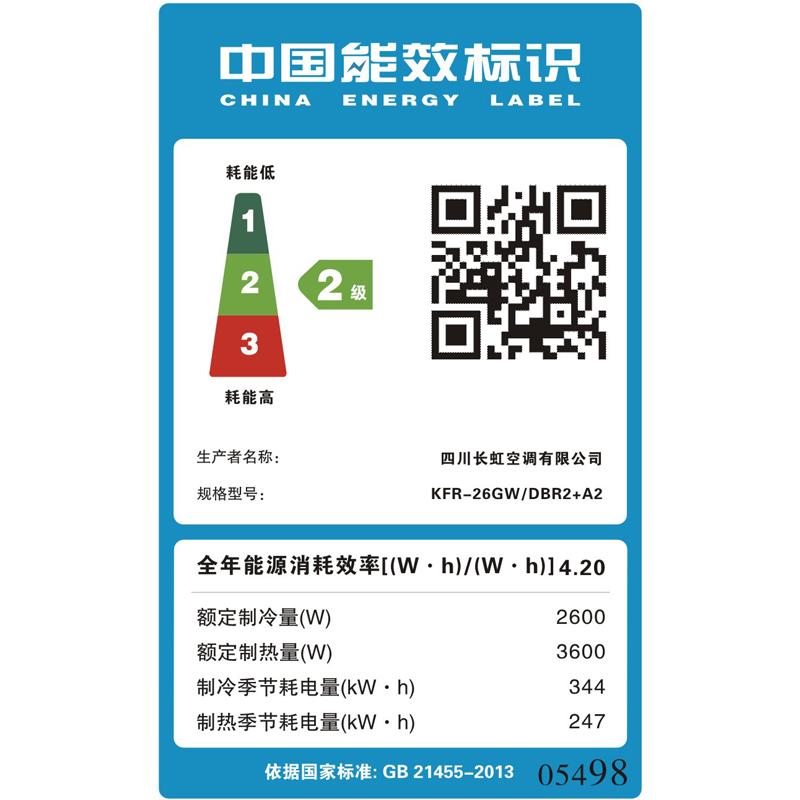 中国能效标识
CHINA ENERGY LABEL
耗能低
1
2
2级
3
耗能高
生产者名称: 四川长虹空调有限公司
规格型号: KFR-26GW/DBR2+A2
全年能源消耗效率[(W·h)/(W·h)] 4.20
额定制冷量(W) 2600
额定制热量(W) 3600
制冷季节耗电量(kW·h) 344
制热季节耗电量(kW·h) 247
依据国家标准: GB 21455-2013 05498